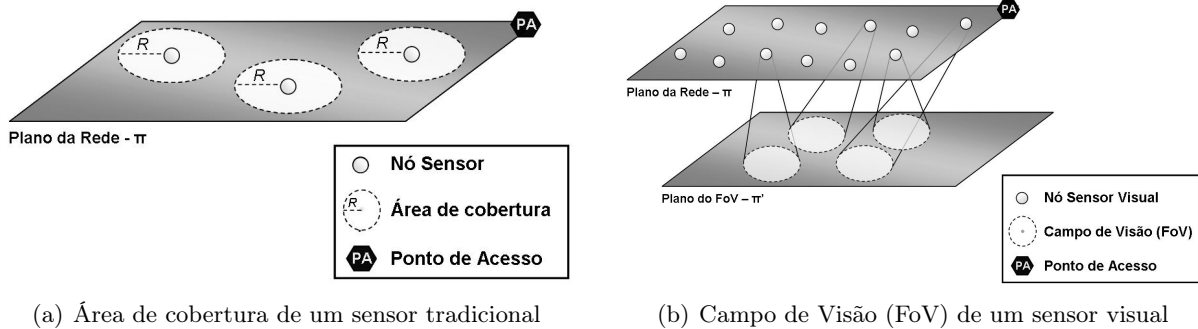 PA
R
R
R
Plano da Rede - π
Nó Sensor
R
Área de cobertura
PA
Ponto de Acesso
(a) Área de cobertura de um sensor tradicional
PA
Plano da Rede – π
Plano do FoV – π'
Nó Sensor Visual
Campo de Visão (FoV)
PA
Ponto de Acesso
(b) Campo de Visão (FoV) de um sensor visual